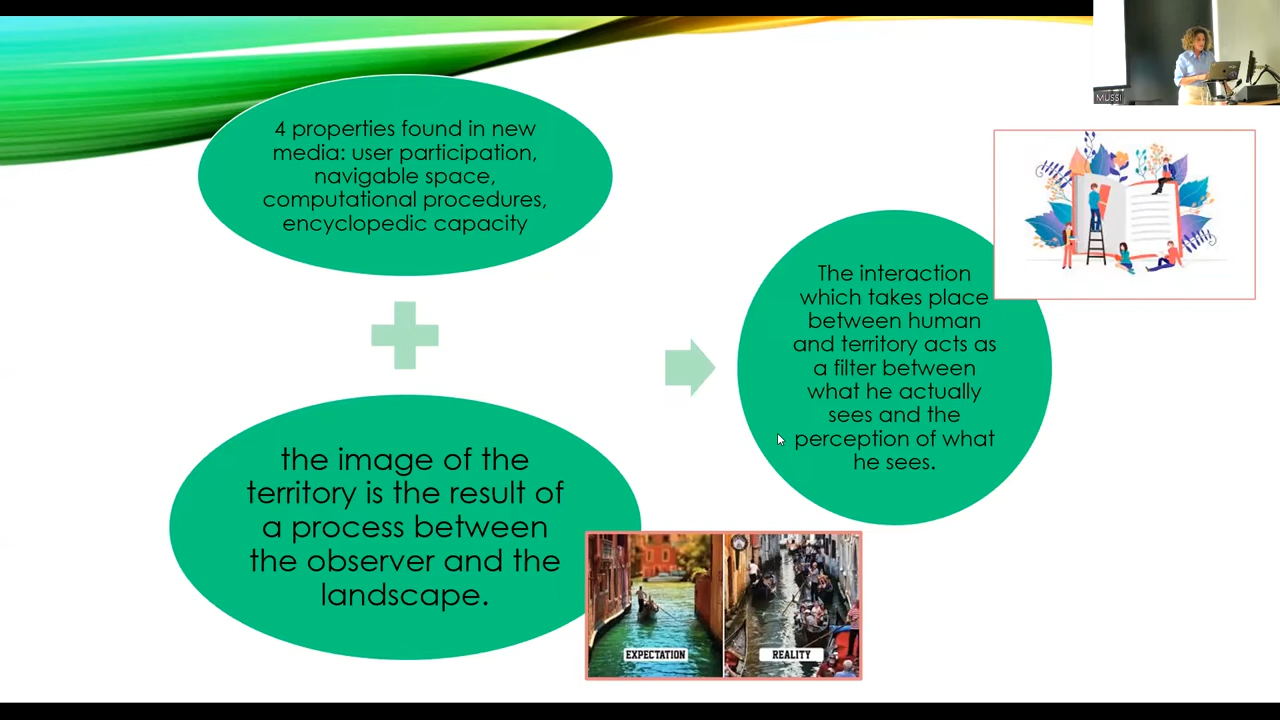 4 properties found in new
media: user participation,
navigable space,
computational procedures,
encyclopedic capacity
the image of the
territory is the result of
a process between
the observer and the
landscape.
The interaction
which takes place
between human
and territory acts as
a filter between
what he actually
sees and the
perception of what
he sees.
EXPECTATION
REALITY
MUSSI